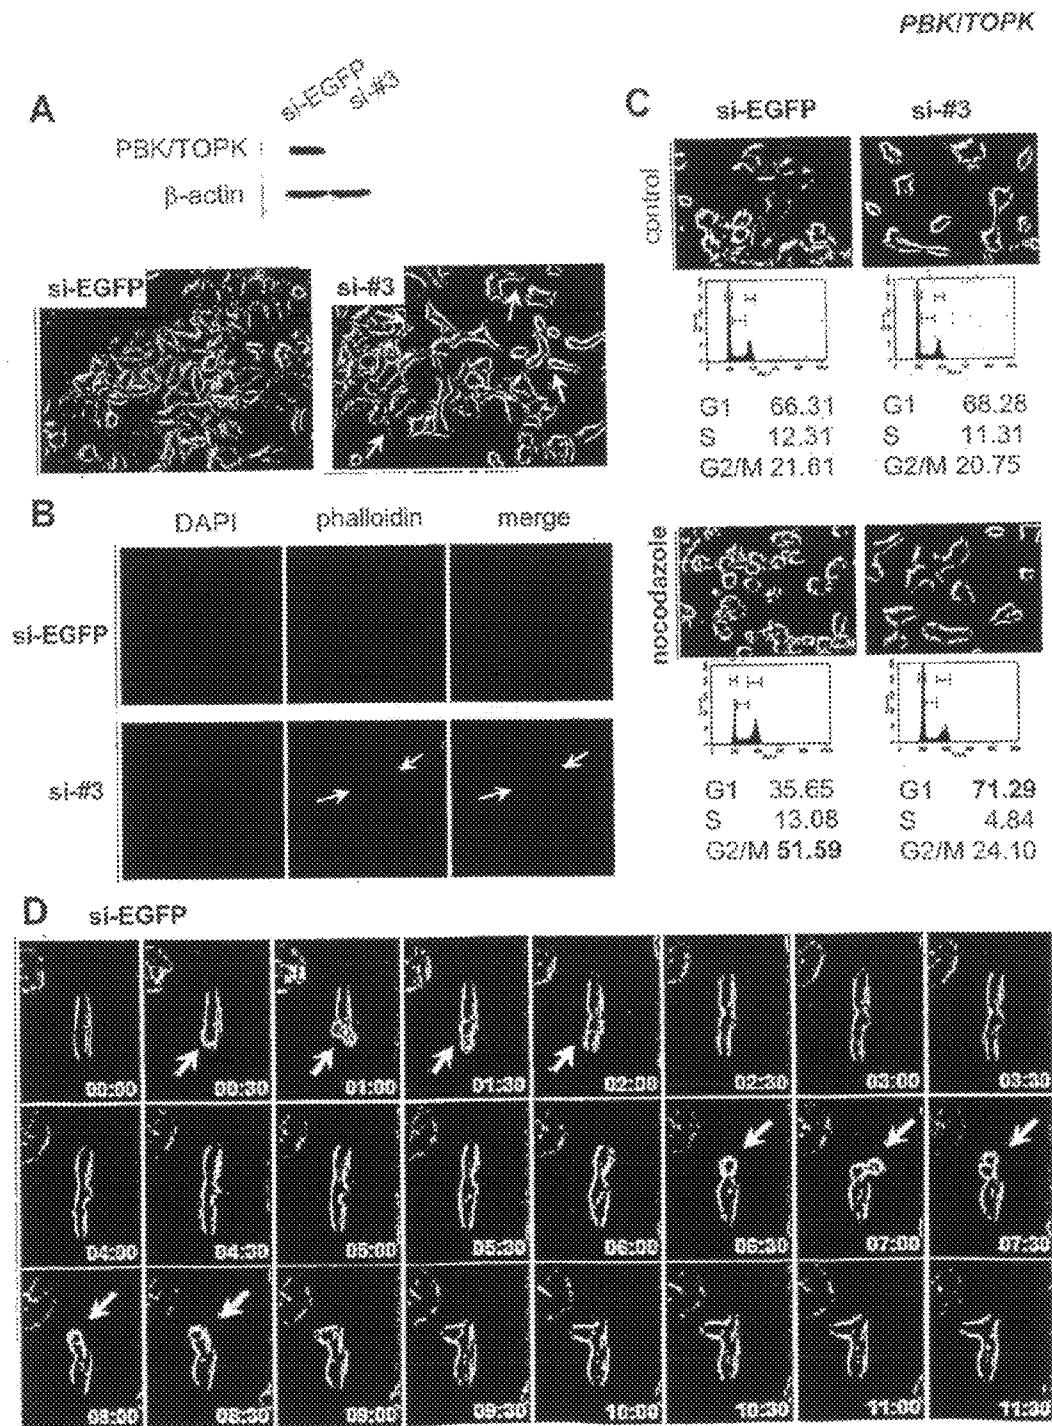 PBK/TOPK
A
si-EGFP
si-#3
PBK/TOPK
β-actin
si-EGFP
si-#3
B
DAPI
phalloidin
merge
si-EGFP
si-#3
C
si-EGFP
si-#3
control
G1 66.31
S 12.31
G2/M 21.61
G1 68.28
S 11.31
G2/M 20.75
nocodazole
G1 35.65
S 13.08
G2/M 51.59
G1 71.29
S 4.84
G2/M 24.10
D
si-EGFP
00:00
00:30
01:00
01:30
02:00
02:30
03:00
03:30
04:00
04:30
05:00
05:30
06:00
06:30
07:00
07:30
08:00
08:30
09:00
09:30
10:00
10:30
11:00
11:30